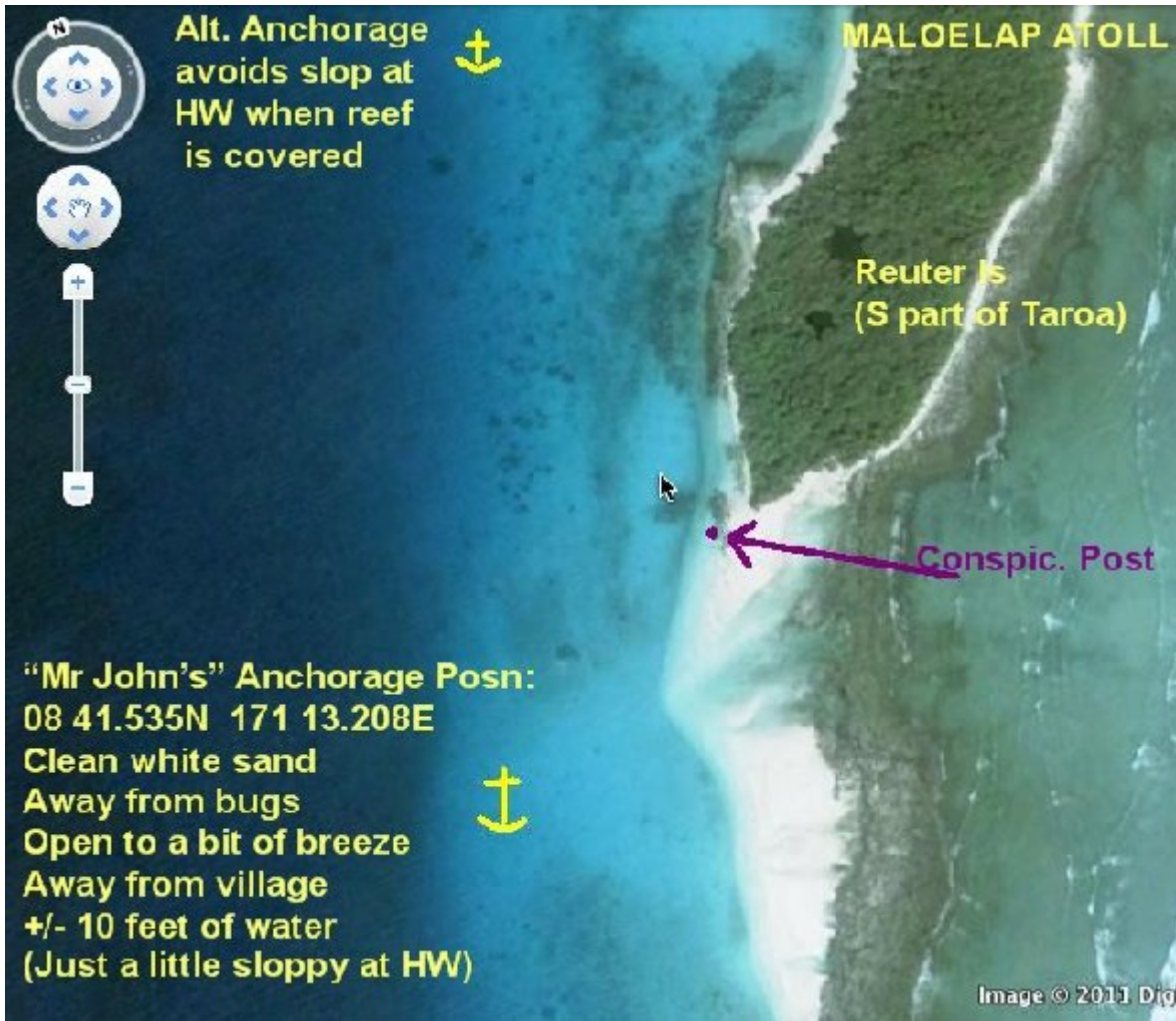 N
Alt. Anchorage
avoids slop at
HW when reef
is covered
MALOELAP ATOLL
Reuter Is
(S part of Taroa)
Conspic. Post
“Mr John’s” Anchorage Posn:
08 41.535N 171 13.208E
Clean white sand
Away from bugs
Open to a bit of breeze
Away from village
+/- 10 feet of water
(Just a little sloppy at HW)
Image © 2011 Dig